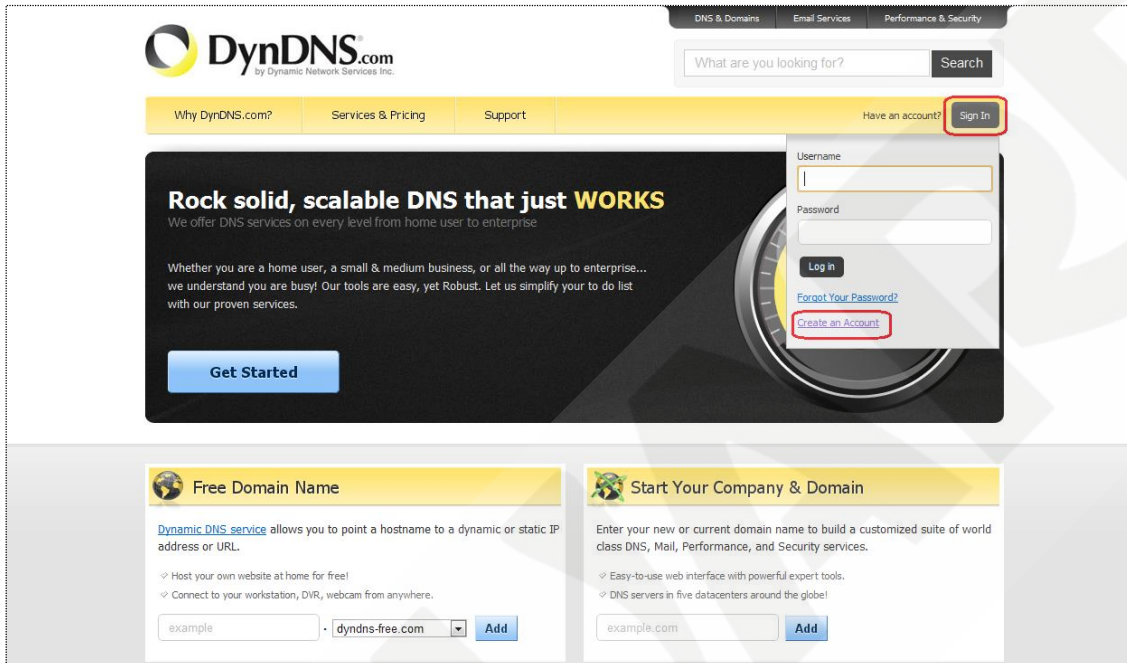 DNS & Domains Email Services Performance & Security
DynDNS.com
by Dynamic Network Services Inc.
What are you looking for? Search
Why DynDNS.com? Services & Pricing Support Have an account? Sign In
Username
Password
Log in
Forgot Your Password?
Create an Account
Rock solid, scalable DNS that just WORKS
We offer DNS services on every level from home user to enterprise
Whether you are a home user, a small & medium business, or all the way up to enterprise...
we understand you are busy! Our tools are easy, yet Robust. Let us simplify your to do list
with our proven services.
Get Started
Free Domain Name
Dynamic DNS service allows you to point a hostname to a dynamic or static IP
address or URL.
Host your own website at home for free!
Connect to your workstation, DVR, webcam from anywhere.
example . dyndns-free.com Add
Start Your Company & Domain
Enter your new or current domain name to build a customized suite of world
class DNS, Mail, Performance, and Security services.
Easy-to-use web interface with powerful expert tools.
DNS servers in five datacenters around the globe!
example.com Add